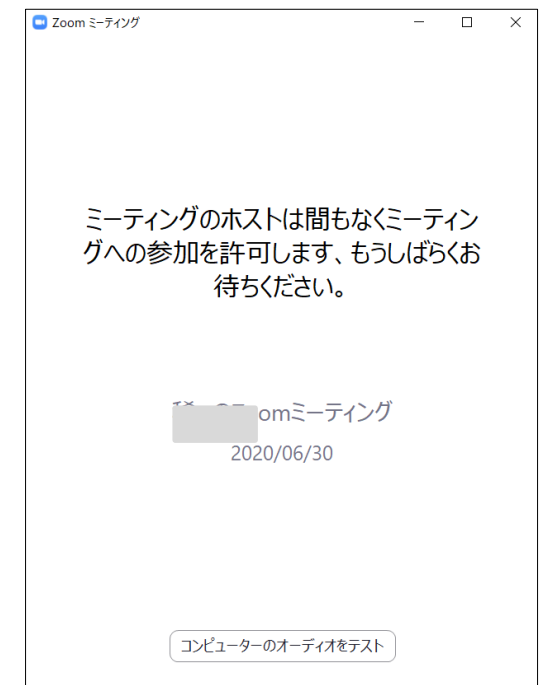 Zoom ミーティング
ミーティングのホストは間もなくミーティン
グへの参加を許可します、もうしばらくお
待ちください。
omミーティング
2020/06/30
コンピューターのオーディオをテスト